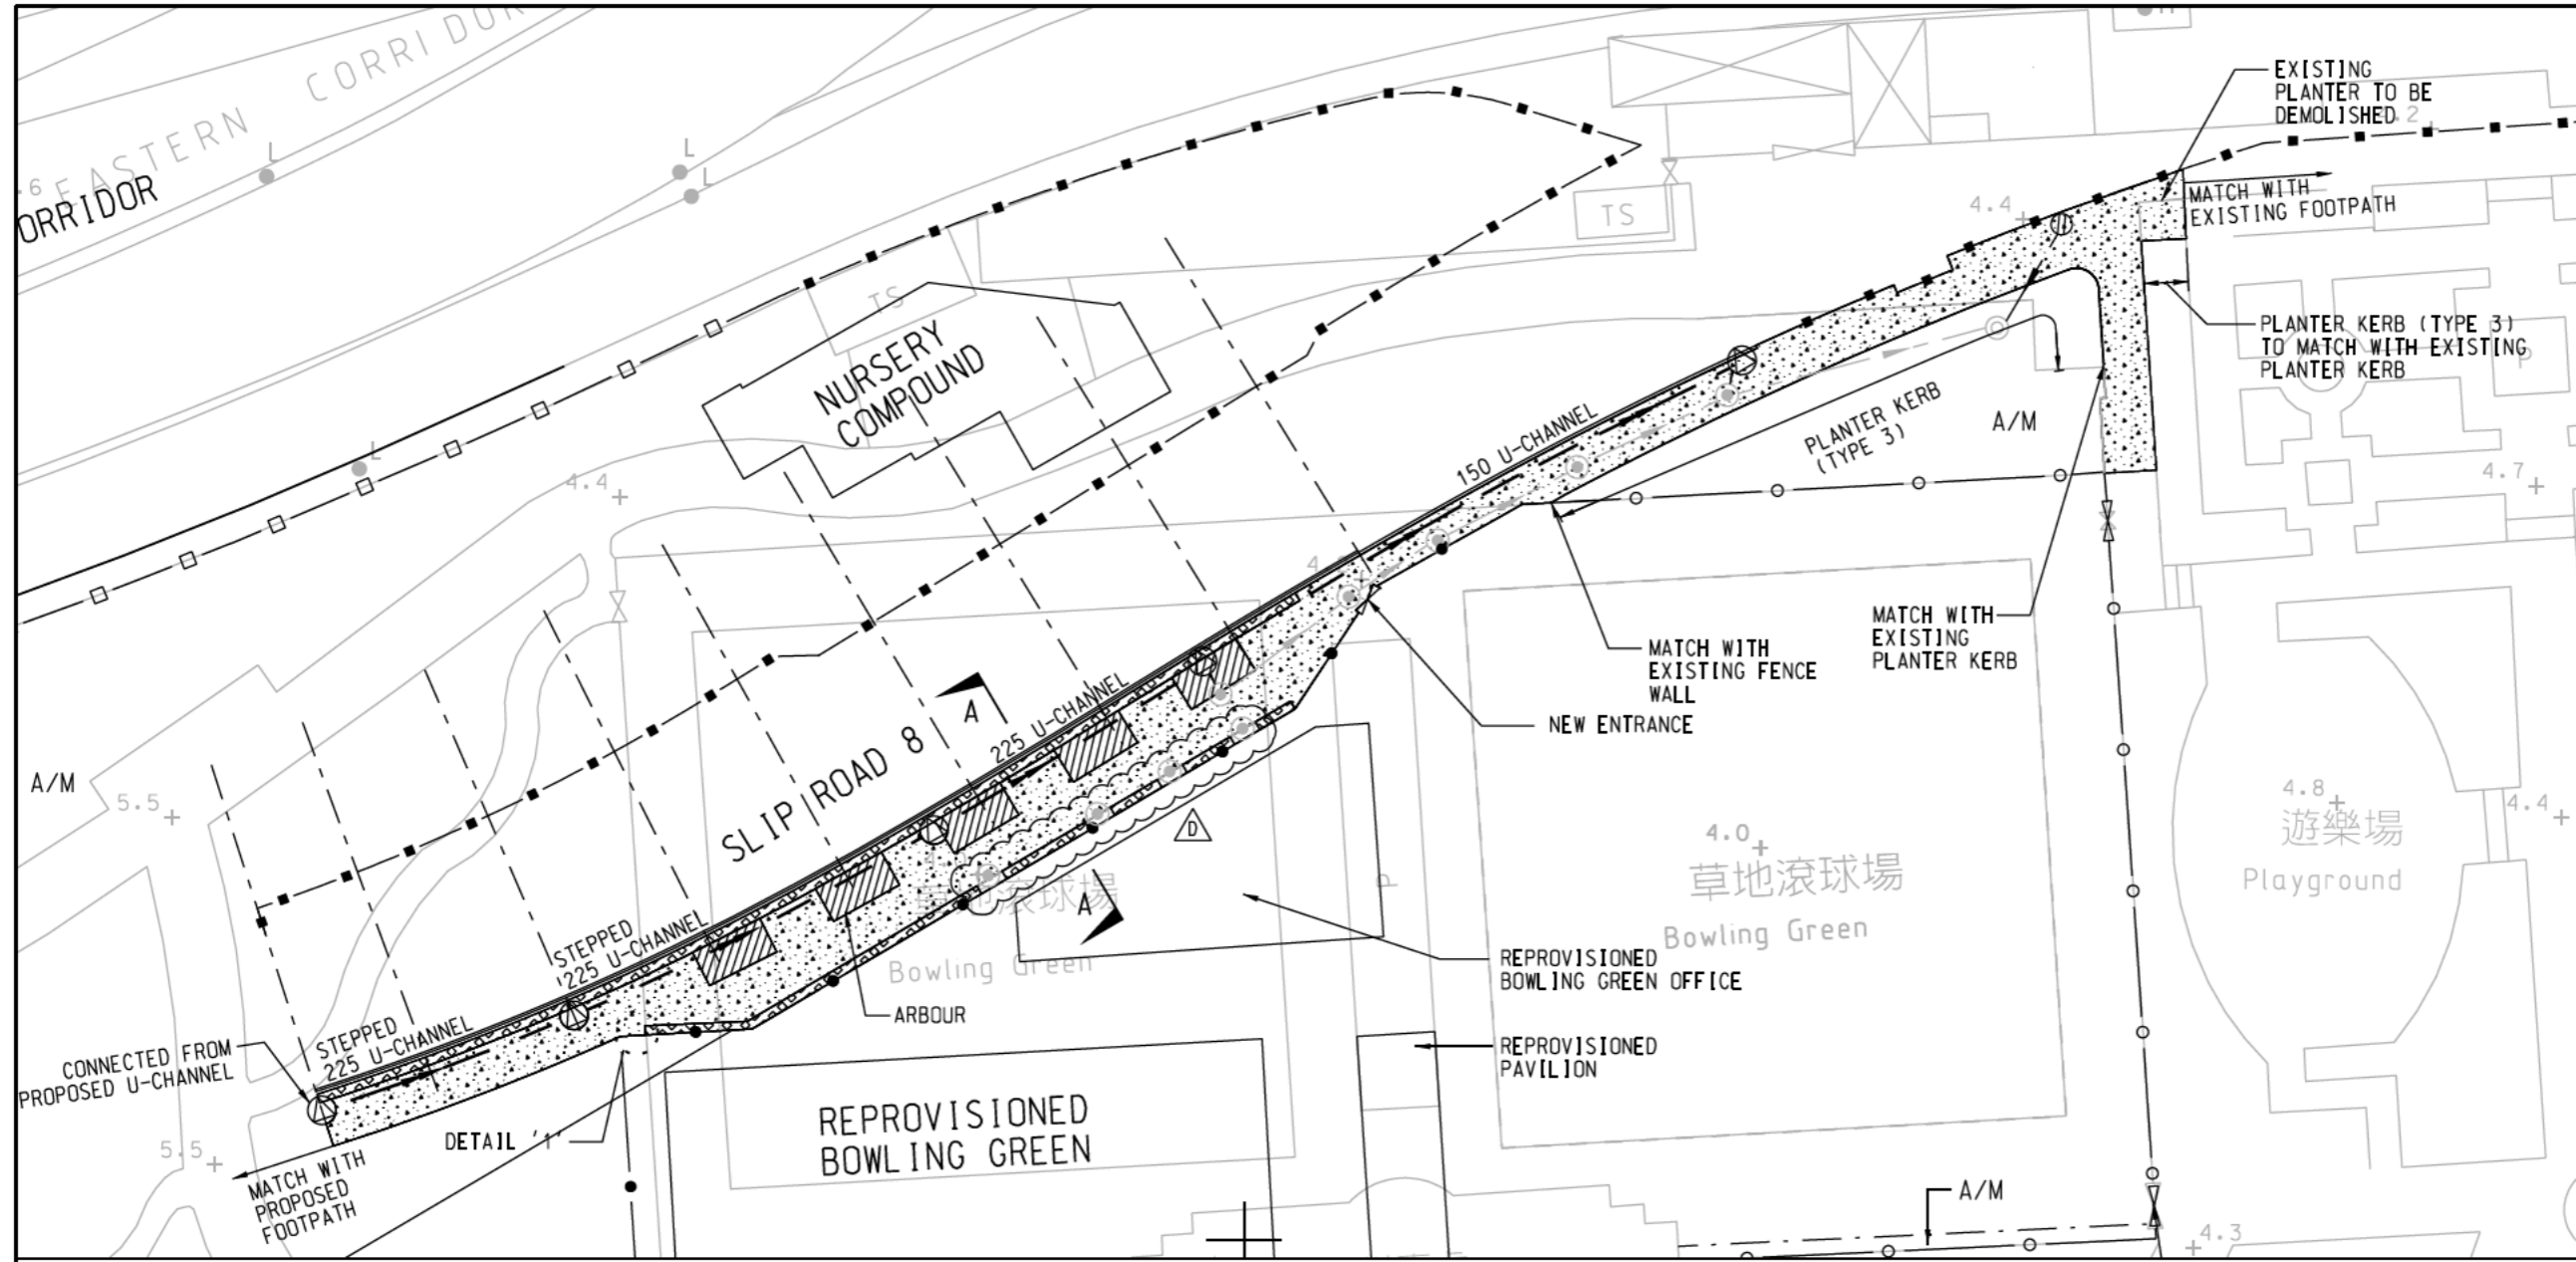 EASTERN CORRIDOR
.6
ORRIDOR
L
L
L
L
TS
TS
NURSERY
COMPOUND
EXISTING
PLANTER TO BE
DEMOLISHED
MATCH WITH
EXISTING FOOTPATH
4.4
PLANTER KERB (TYPE 3)
TO MATCH WITH EXISTING
PLANTER KERB
P
PLANTER KERB
(TYPE 3)
A/M
150 U-CHANNEL
4.4
4.7
MATCH WITH
EXISTING FENCE
WALL
MATCH WITH
EXISTING
PLANTER KERB
NEW ENTRANCE
A/M
5.5
SLIP ROAD 8
A
225 U-CHANNEL
D
A
P
4.0
草地滾球場
Bowling Green
4.8
遊樂場
Playground
4.4
STEPPED
225 U-CHANNEL
滾球場
Bowling Green
ARBOUR
REPROVISIONED
BOWLING GREEN OFFICE
REPROVISIONED
PAVILION
CONNECTED FROM
PROPOSED U-CHANNEL
STEPPED
225 U-CHANNEL
DETAIL '1'
5.5
MATCH WITH
PROPOSED
FOOTPATH
REPROVISIONED
BOWLING GREEN
A/M
4.3